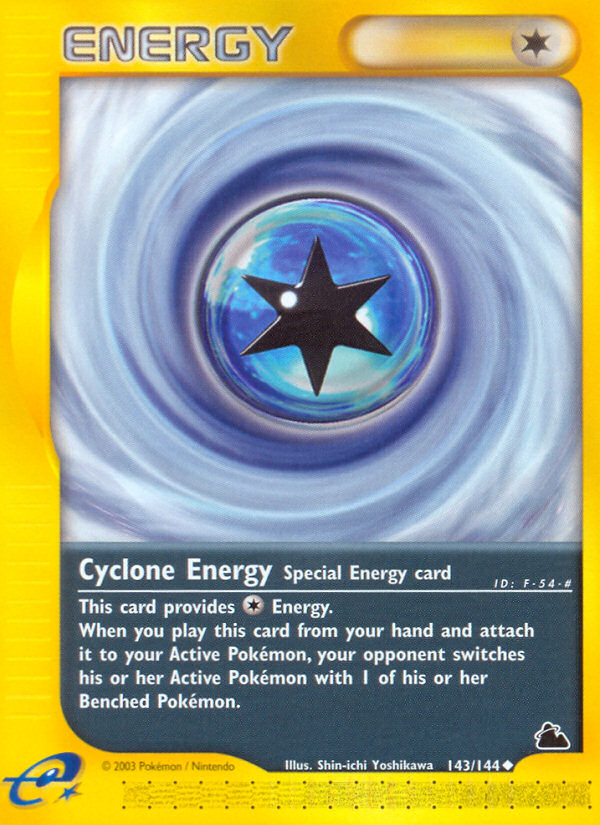 ENERGY
Cyclone Energy Special Energy card
ID: F-54-#
This card provides Energy.
When you play this card from your hand and attach
it to your Active Pokémon, your opponent switches
his or her Active Pokémon with 1 of his or her
Benched Pokémon.
© 2003 Pokémon / Nintendo
Illus. Shin-ichi Yoshikawa 143/144
e